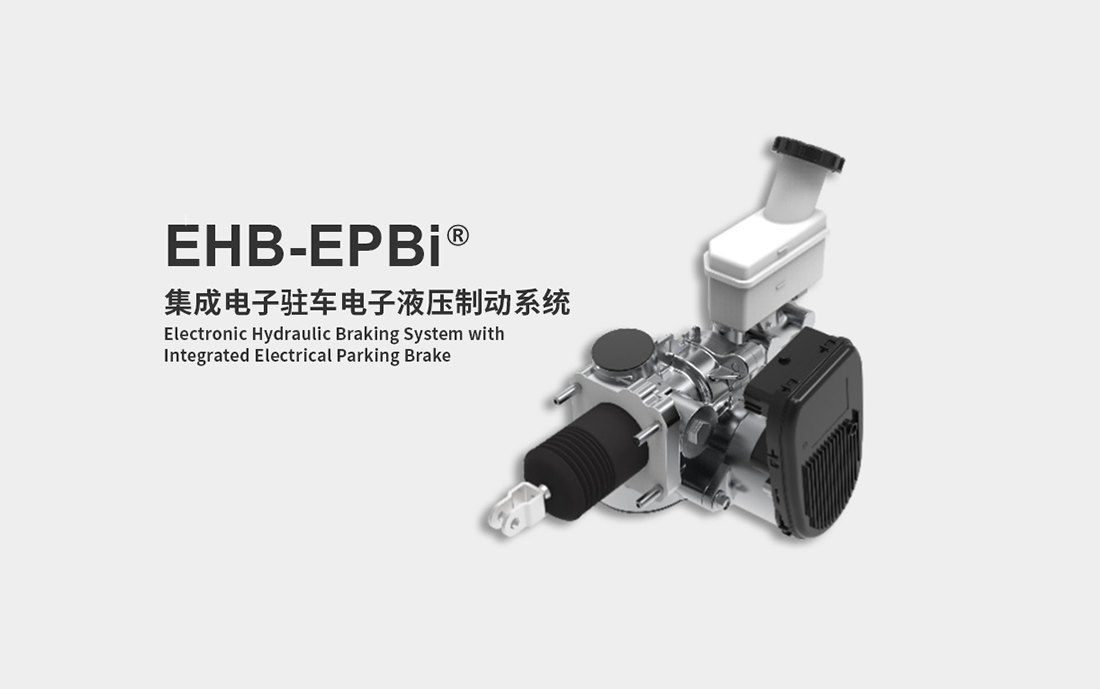 EHB-EPBi®
集成电子驻车电子液压制动系统
Electronic Hydraulic Braking System with
Integrated Electrical Parking Brake